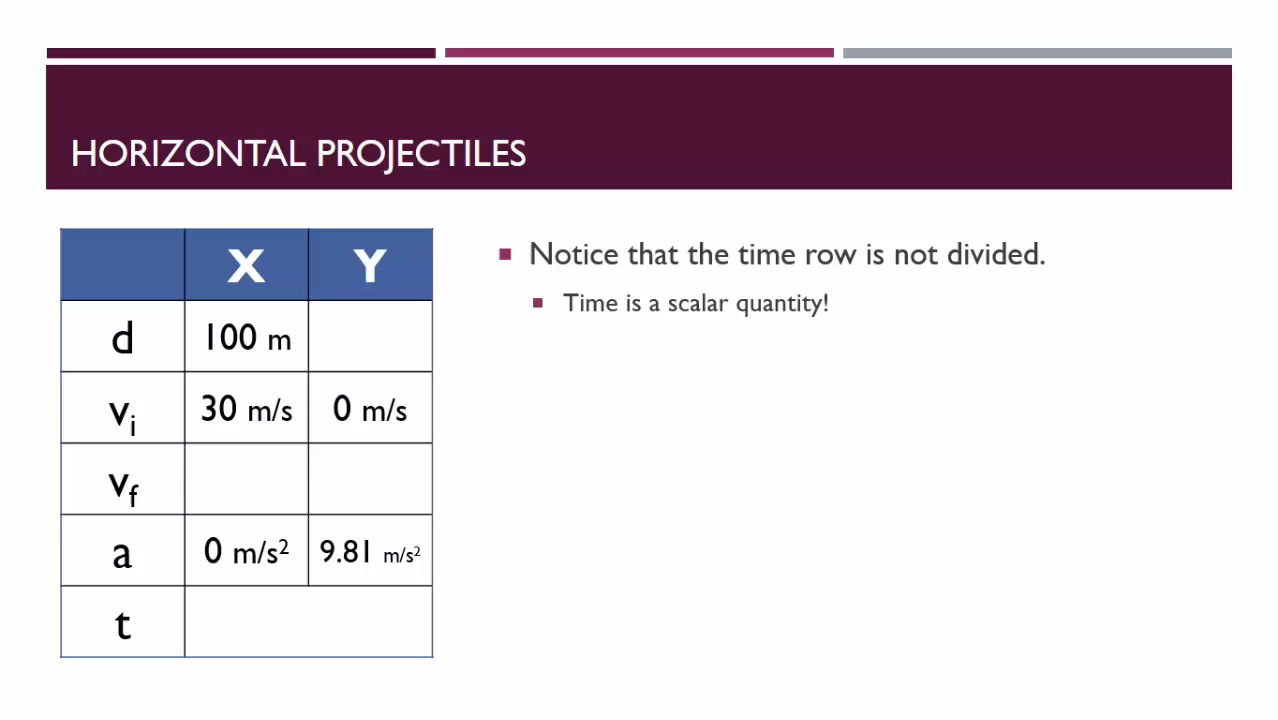 HORIZONTAL PROJECTILES
X Y
d 100 m
vi 30 m/s 0 m/s
vf
a 0 m/s² 9.81 m/s²
t
Notice that the time row is not divided.
Time is a scalar quantity!